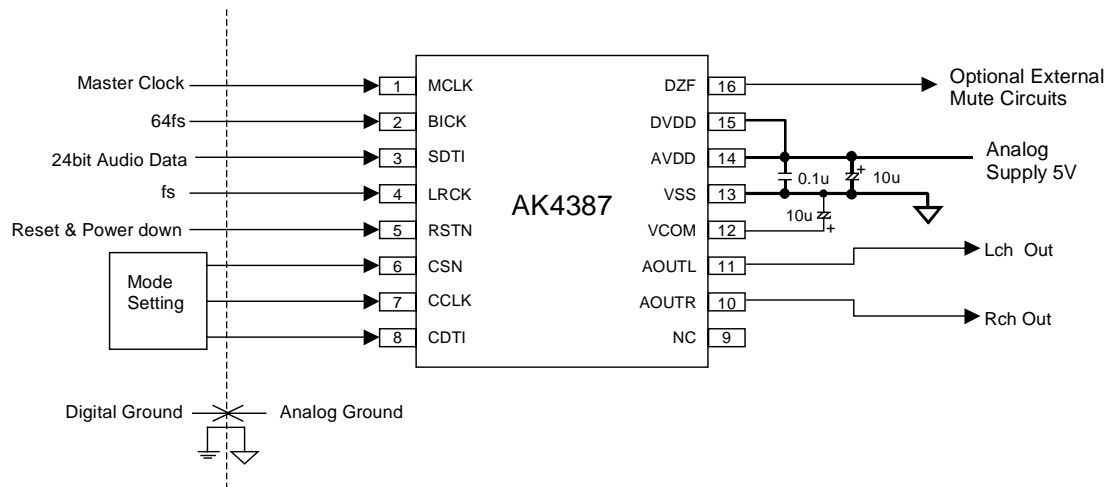 Master Clock
64fs
24bit Audio Data
fs
Reset & Power down
Mode
Setting
1 MCLK
2 BICK
3 SDTI
4 LRCK
5 RSTN
6 CSN
7 CCLK
8 CDTI
AK4387
DZF 16
DVDD 15
AVDD 14
VSS 13
VCOM 12
AOUTL 11
AOUTR 10
NC 9
Optional External
Mute Circuits
0.1u
+
10u
Analog
Supply 5V
10u
+
Lch Out
Rch Out
Digital Ground
Analog Ground